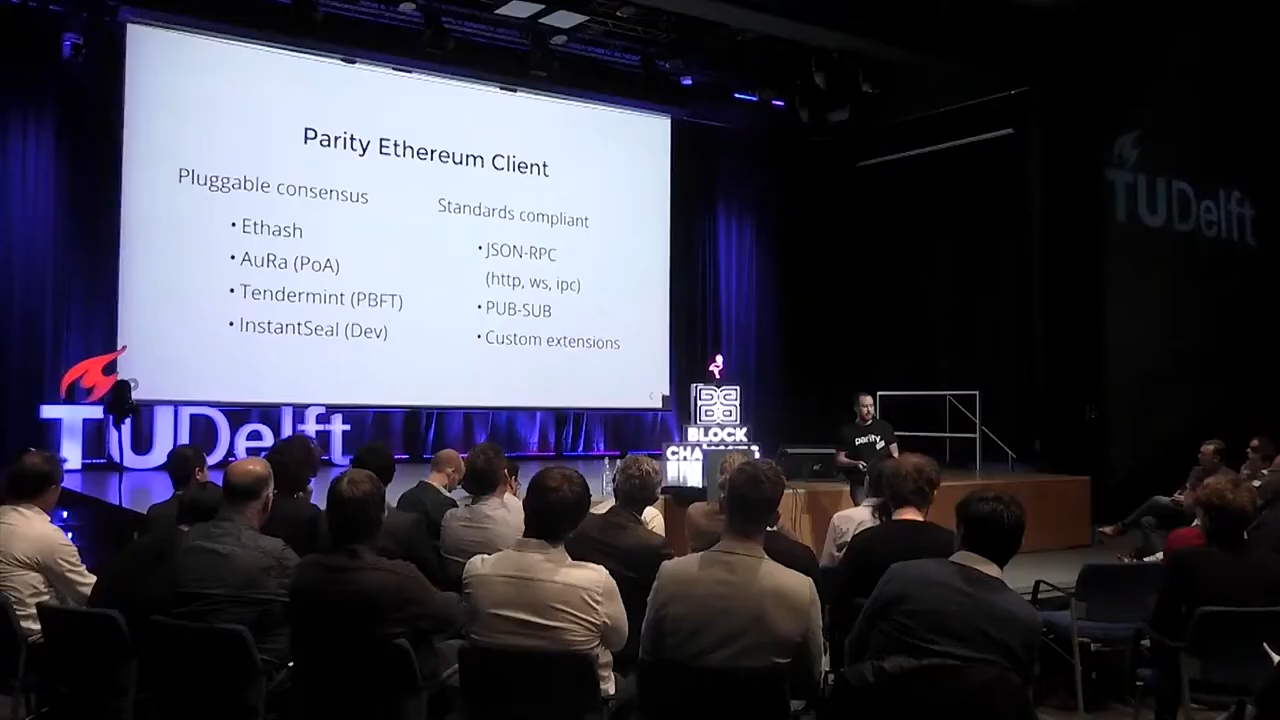 Parity Ethereum Client
Pluggable consensus
• Ethash
• AuRa (PoA)
• Tendermint (PBFT)
• InstantSeal (Dev)
Standards compliant
• JSON-RPC
(http, ws, ipc)
• PUB-SUB
• Custom extensions
TUDelft
BLOCK
CHA
parity
TUDelft